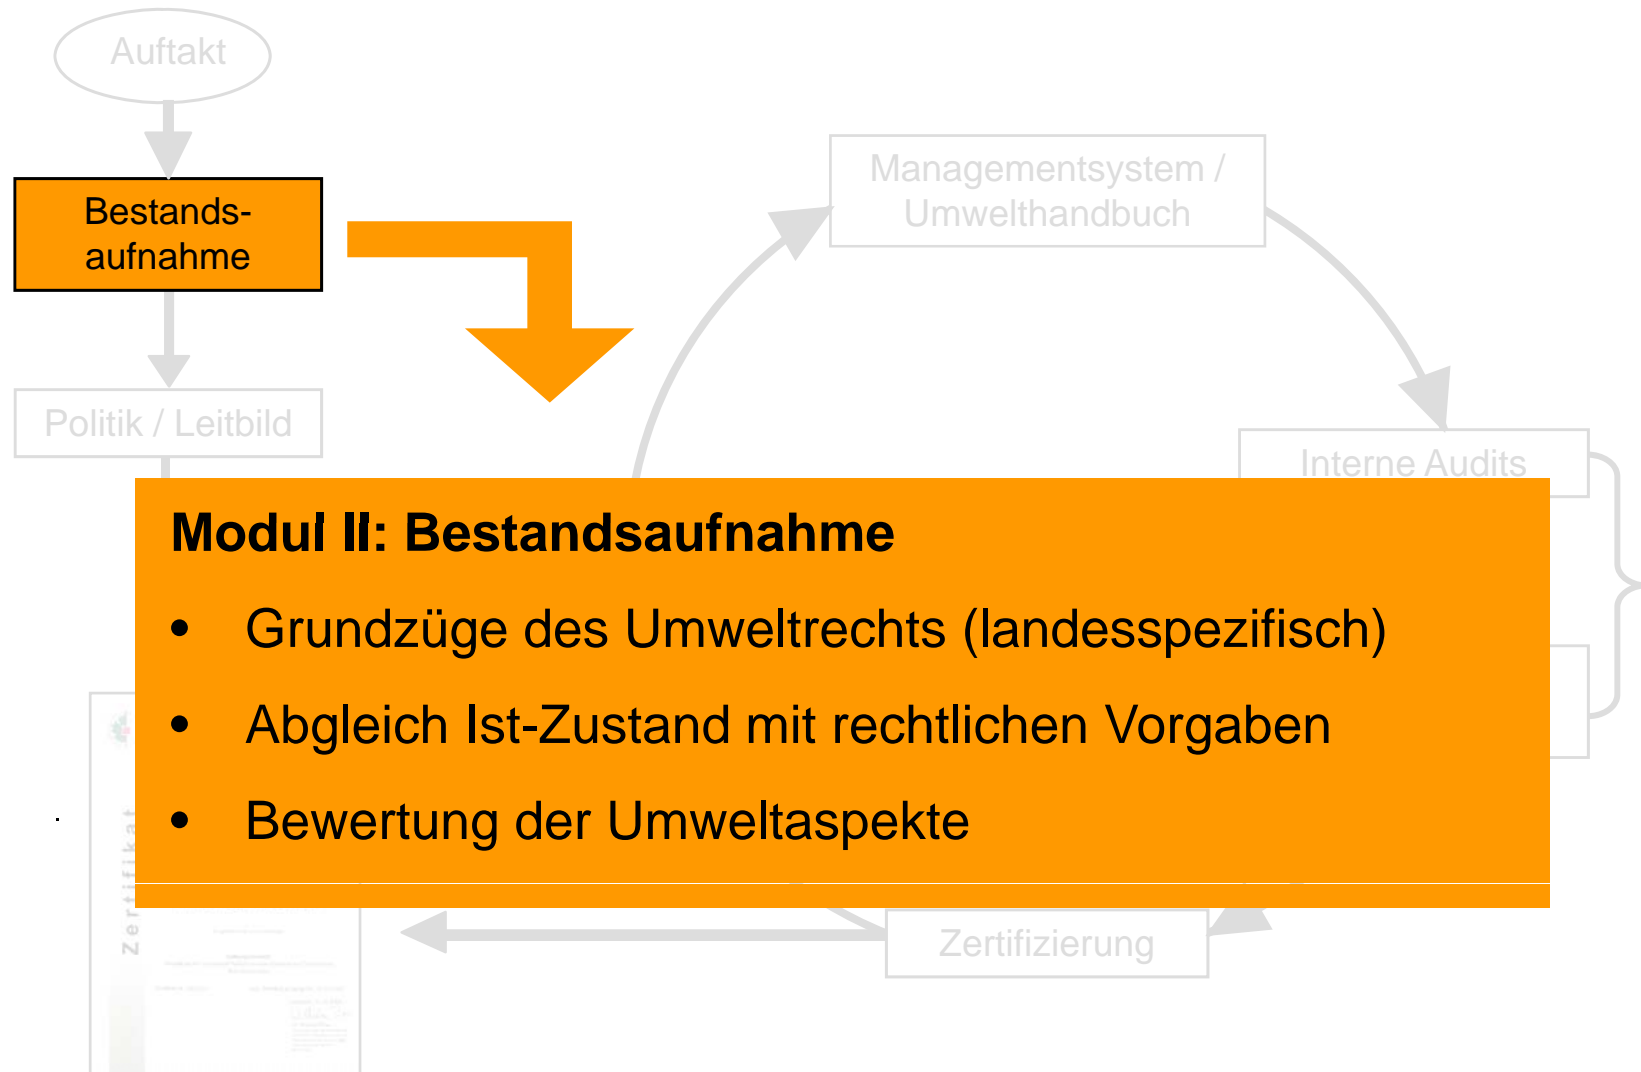 Auftakt
Managementsystem /
Umwelthandbuch
Bestands-
aufnahme
Politik / Leitbild
Interne Audits
Modul II: Bestandsaufnahme
• Grundzüge des Umweltrechts (landesspezifisch)
• Abgleich Ist-Zustand mit rechtlichen Vorgaben
• Bewertung der Umweltaspekte
Zertifikat
Zertifizierung